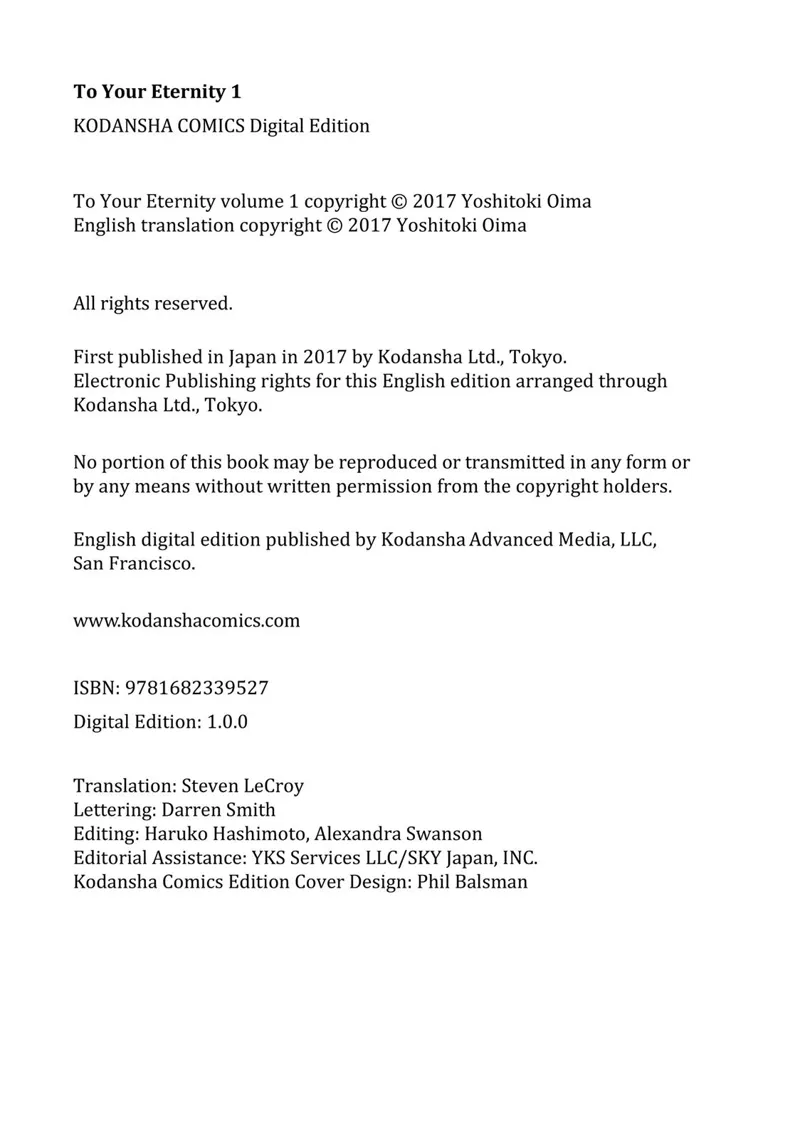 To Your Eternity 1
KODANSHA COMICS Digital Edition
To Your Eternity volume 1 copyright © 2017 Yoshitoki Oima
English translation copyright © 2017 Yoshitoki Oima
All rights reserved.
First published in Japan in 2017 by Kodansha Ltd., Tokyo.
Electronic Publishing rights for this English edition arranged through
Kodansha Ltd., Tokyo.
No portion of this book may be reproduced or transmitted in any form or
by any means without written permission from the copyright holders.
English digital edition published by Kodansha Advanced Media, LLC,
San Francisco.
www.kodanshacomics.com
ISBN: 9781682339527
Digital Edition: 1.0.0
Translation: Steven LeCroy
Lettering: Darren Smith
Editing: Haruko Hashimoto, Alexandra Swanson
Editorial Assistance: YKS Services LLC/SKY Japan, INC.
Kodansha Comics Edition Cover Design: Phil Balsman